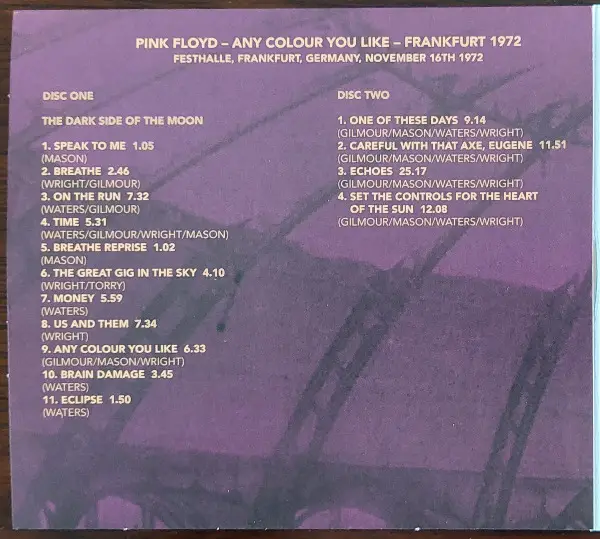 PINK FLOYD – ANY COLOUR YOU LIKE – FRANKFURT 1972
FESTHALLE, FRANKFURT, GERMANY, NOVEMBER 16TH 1972
DISC ONE
THE DARK SIDE OF THE MOON
1. SPEAK TO ME 1.05
(MASON)
2. BREATHE 2.46
(WRIGHT/GILMOUR)
3. ON THE RUN 7.32
(WATERS/GILMOUR)
4. TIME 5.31
(WATERS/GILMOUR/WRIGHT/MASON)
5. BREATHE REPRISE 1.02
(MASON)
6. THE GREAT GIG IN THE SKY 4.10
(WRIGHT/TORRY)
7. MONEY 5.59
(WATERS)
8. US AND THEM 7.34
(WRIGHT)
9. ANY COLOUR YOU LIKE 6.33
(GILMOUR/MASON/WRIGHT)
10. BRAIN DAMAGE 3.45
(WATERS)
11. ECLIPSE 1.50
(WATERS)
DISC TWO
1. ONE OF THESE DAYS 9.14
(GILMOUR/MASON/WATERS/WRIGHT)
2. CAREFUL WITH THAT AXE, EUGENE 11.51
(GILMOUR/MASON/WATERS/WRIGHT)
3. ECHOES 25.17
(GILMOUR/MASON/WATERS/WRIGHT)
4. SET THE CONTROLS FOR THE HEART
OF THE SUN 12.08
(GILMOUR/MASON/WATERS/WRIGHT)